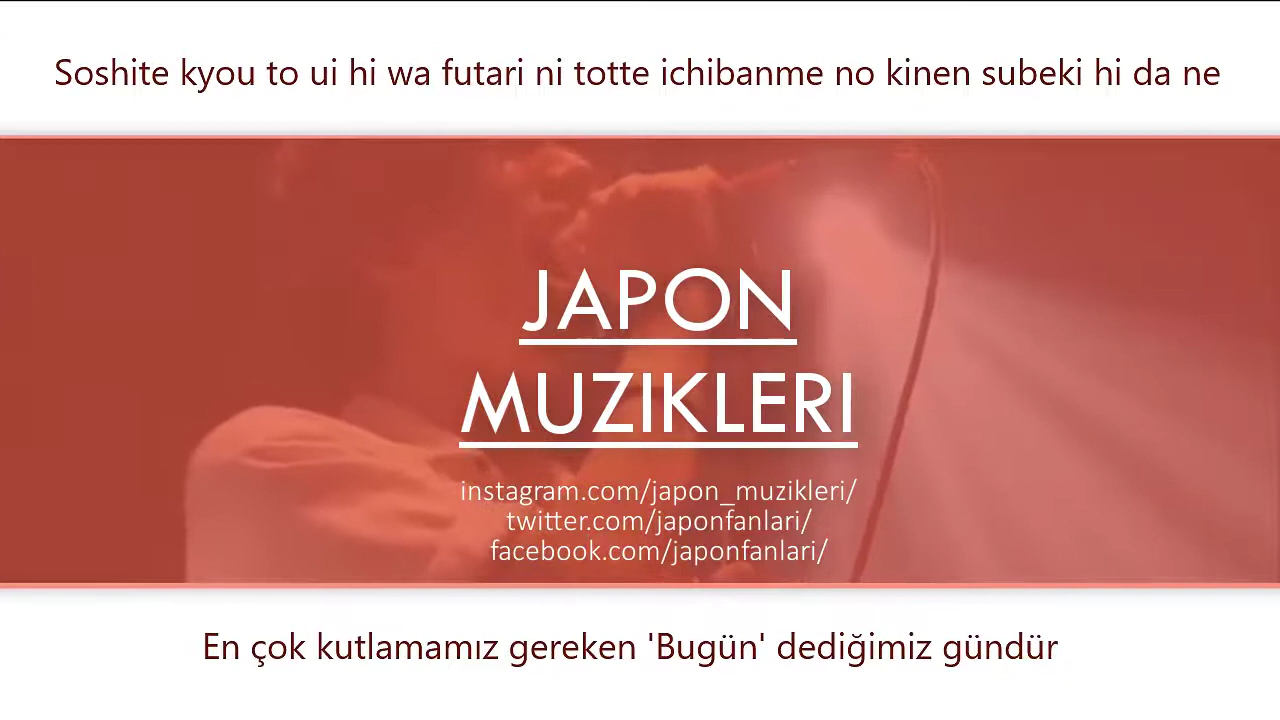 Soshite kyou to ui hi wa futari ni totte ichibanme no kinen subeki hi da ne
JAPON
MUZIKLERI
instagram.com/japon_muzikleri/
twitter.com/japonfanlari/
facebook.com/japonfanlari/
En çok kutlamamız gereken 'Bugün' dediğimiz gündür